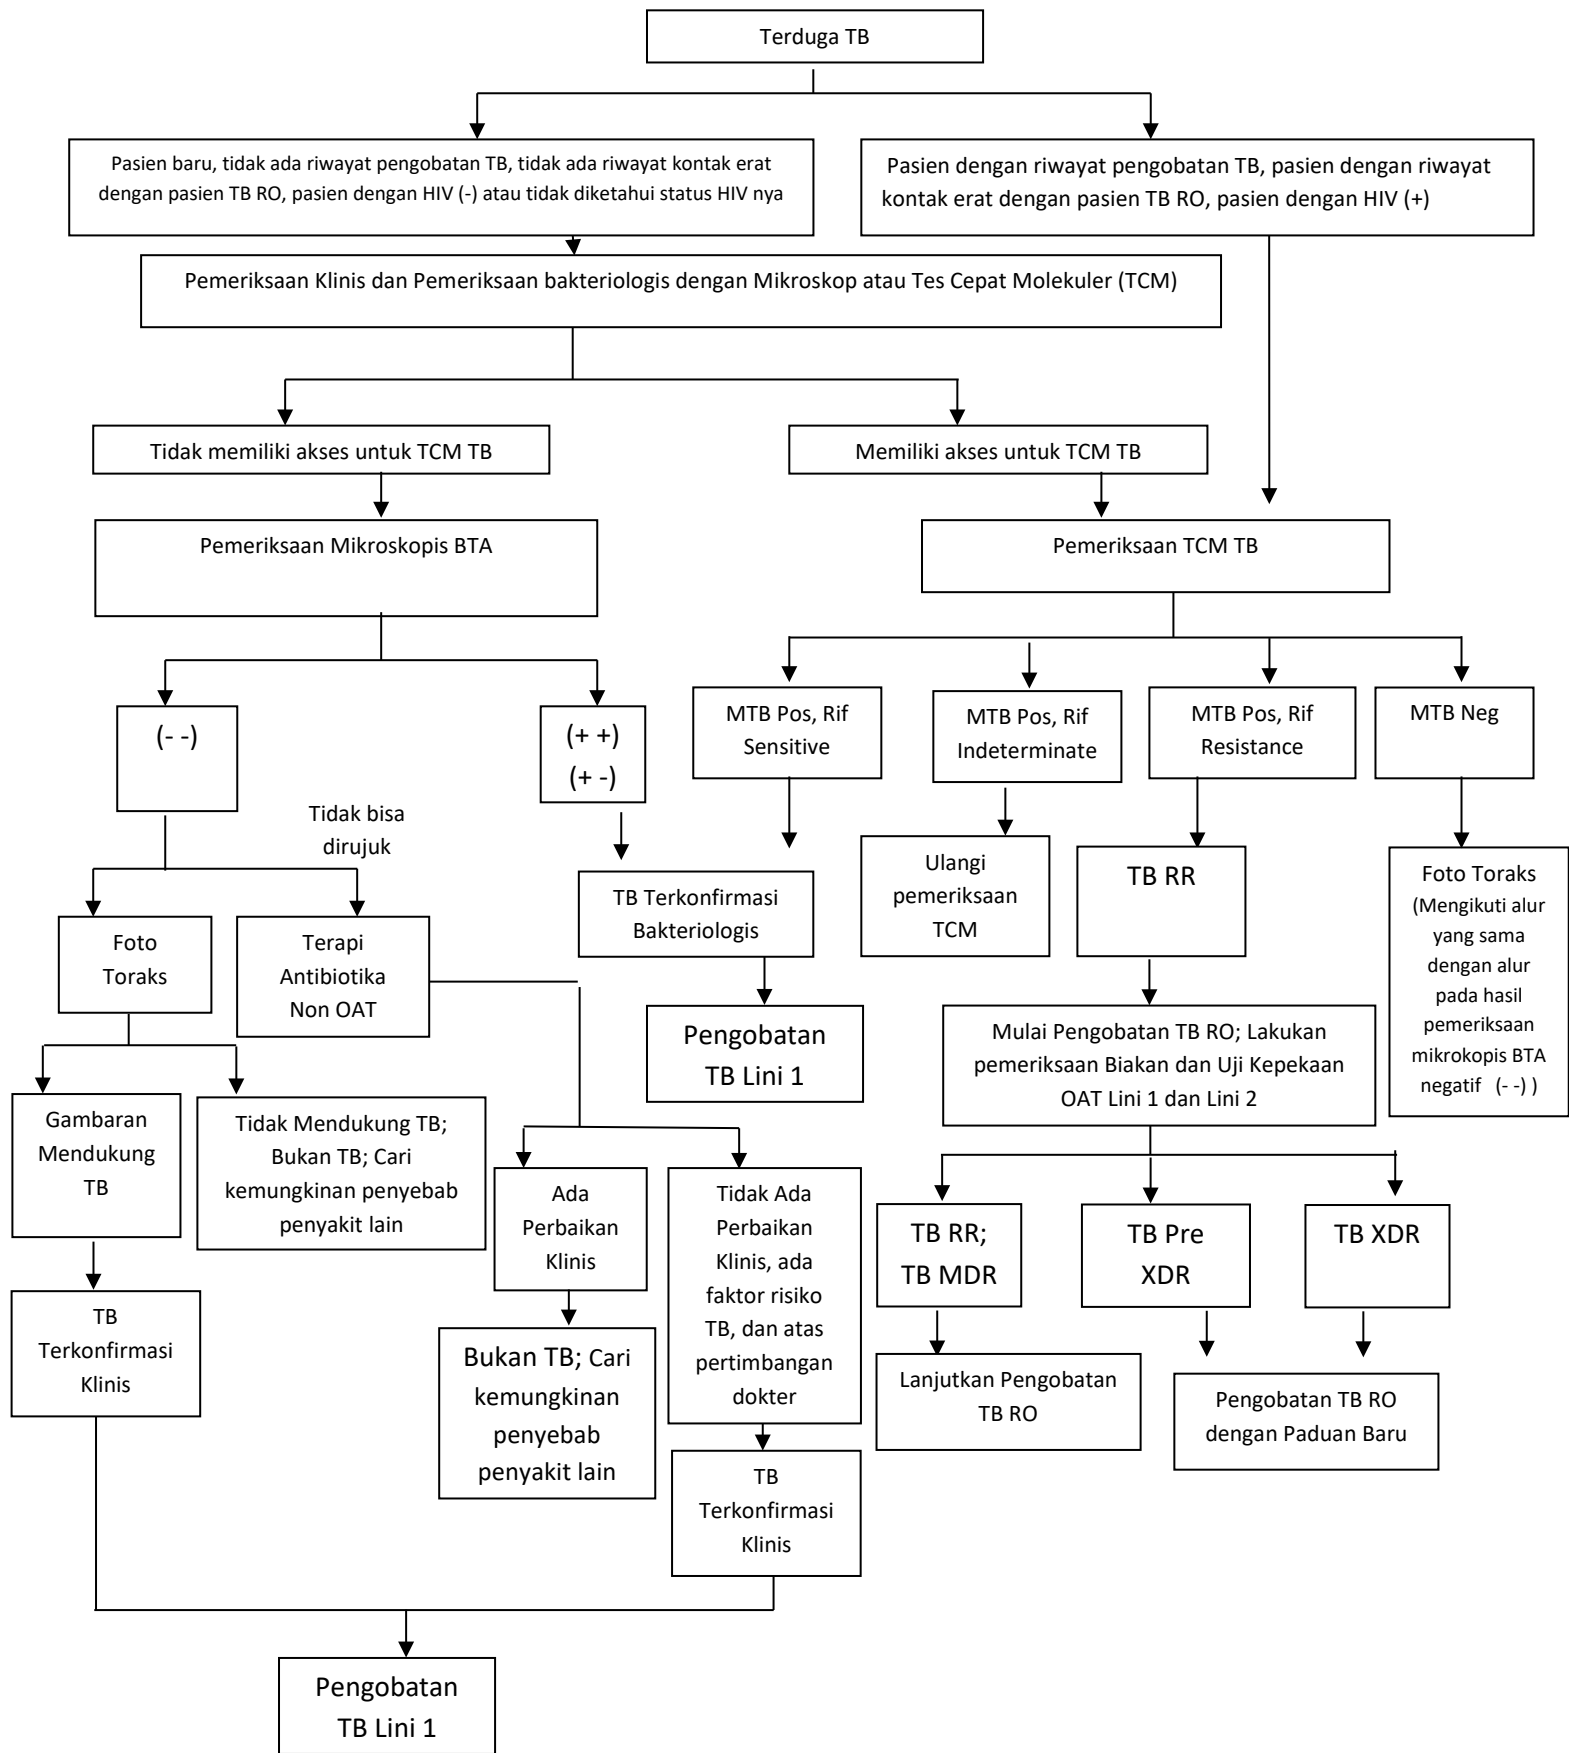 Terduga TB
Pasien baru, tidak ada riwayat pengobatan TB, tidak ada riwayat kontak erat
dengan pasien TB RO, pasien dengan HIV (-) atau tidak diketahui status HIV nya
Pasien dengan riwayat pengobatan TB, pasien dengan riwayat
kontak erat dengan pasien TB RO, pasien dengan HIV (+)
Pemeriksaan Klinis dan Pemeriksaan bakteriologis dengan Mikroskop atau Tes Cepat Molekuler (TCM)
Tidak memiliki akses untuk TCM TB
Memiliki akses untuk TCM TB
Pemeriksaan Mikroskopis BTA
Pemeriksaan TCM TB
(- -)
(+ +)
(+ -)
MTB Pos, Rif
Sensitive
MTB Pos, Rif
Indeterminate
MTB Pos, Rif
Resistance
MTB Neg
Tidak bisa
dirujuk
Foto
Toraks
Terapi
Antibiotika
Non OAT
TB Terkonfirmasi
Bakteriologis
Ulangi
pemeriksaan
TCM
TB RR
Foto Toraks
(Mengikuti alur
yang sama
dengan alur
pada hasil
pemeriksaan
mikrokopis BTA
negatif (- -) )
Pengobatan
TB Lini 1
Mulai Pengobatan TB RO; Lakukan
pemeriksaan Biakan dan Uji Kepekaan
OAT Lini 1 dan Lini 2
Gambaran
Mendukung
TB
Tidak Mendukung TB;
Bukan TB; Cari
kemungkinan penyebab
penyakit lain
Ada
Perbaikan
Klinis
Tidak Ada
Perbaikan
Klinis, ada
faktor risiko
TB, dan atas
pertimbangan
dokter
TB RR;
TB MDR
TB Pre
XDR
TB XDR
TB
Terkonfirmasi
Klinis
Bukan TB; Cari
kemungkinan
penyebab
penyakit lain
Lanjutkan Pengobatan
TB RO
Pengobatan TB RO
dengan Paduan Baru
TB
Terkonfirmasi
Klinis
Pengobatan
TB Lini 1